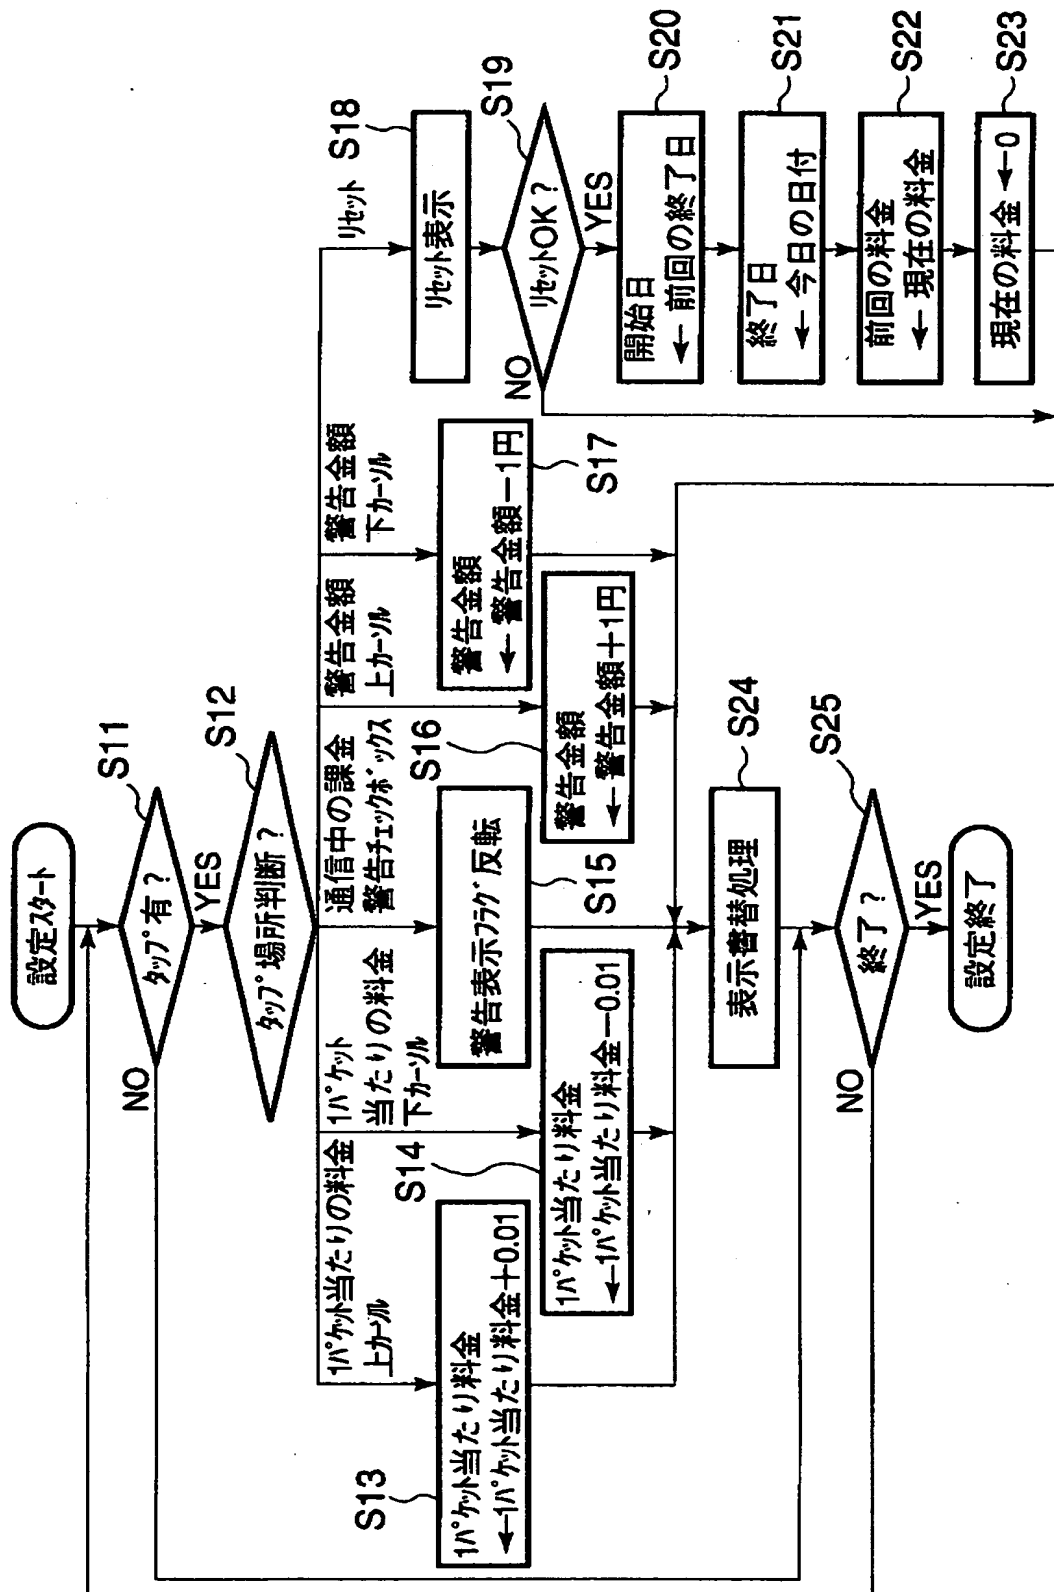 設定スタート
S11
タップ有？
NO
YES
S12
タップ場所判断？
1パケット当たりの料金
上カーソル
1パケット
当たりの料金
下カーソル
通信中の課金
警告チェックボックス
警告金額
上カーソル
警告金額
下カーソル
リセット
S13
1パケット当たり料金
←1パケット当たり料金＋0.01
S14
1パケット当たり料金
←1パケット当たり料金－0.01
S15
警告表示フラグ反転
S16
警告金額
←警告金額＋1円
S17
警告金額
←警告金額－1円
S18
リセット表示
S19
リセットOK？
NO
YES
S20
開始日
←前回の終了日
S21
終了日
←今日の日付
S22
前回の料金
←現在の料金
S23
現在の料金←0
S24
表示書替処理
S25
終了？
NO
YES
設定終了